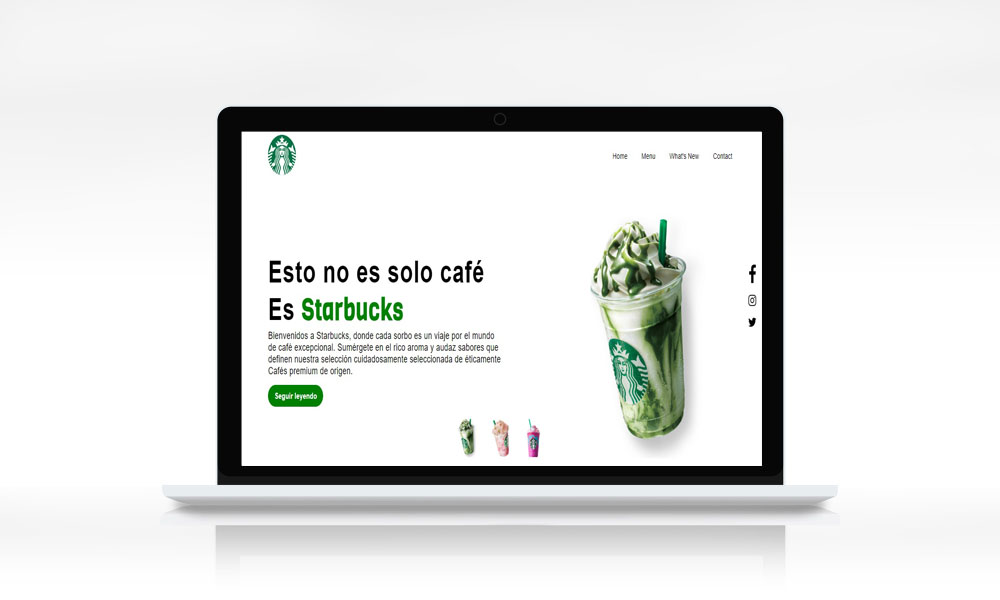 Home Menu What's New Contact
Esto no es solo café
Es Starbucks
Bienvenidos a Starbucks, donde cada sorbo es un viaje por el mundo
de café excepcional. Sumérgete en el rico aroma y audaz sabores que
definen nuestra selección cuidadosamente seleccionada de éticamente
Cafés premium de origen.
Seguir leyendo